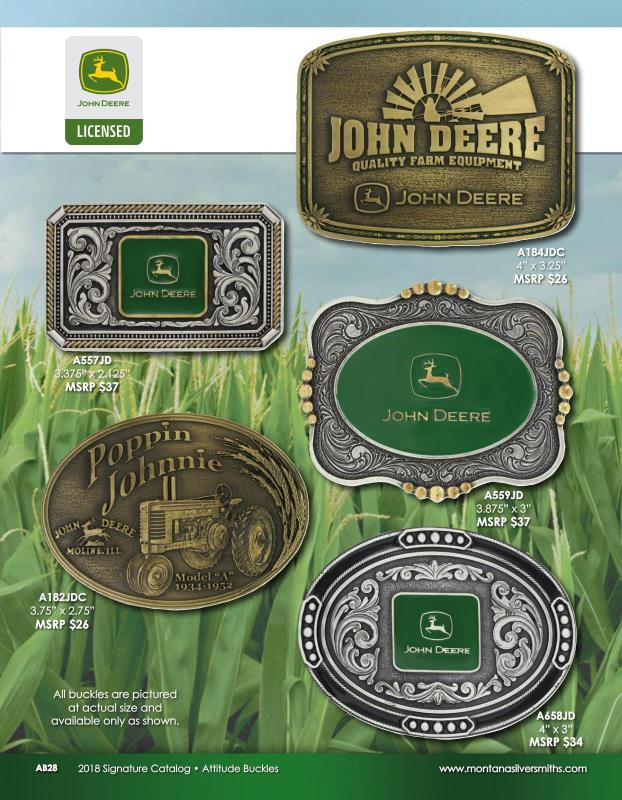 JOHN DEERE
LICENSED
JOHN DEERE
QUALITY FARM EQUIPMENT
JOHN DEERE
A184JDC
4" x 3.25"
MSRP $26
JOHN DEERE
A557JD
3.375" x 2.125"
MSRP $37
JOHN DEERE
A559JD
3.875" x 3"
MSRP $37
Poppin
Johnnie
JOHN DEERE
MOLINE, ILL.
Model "A"
1934-1952
A182JDC
3.75" x 2.75"
MSRP $26
JOHN DEERE
A658JD
4" x 3"
MSRP $34
All buckles are pictured
at actual size and
available only as shown.
AB28 2018 Signature Catalog • Attitude Buckles www.montanasilversmiths.com